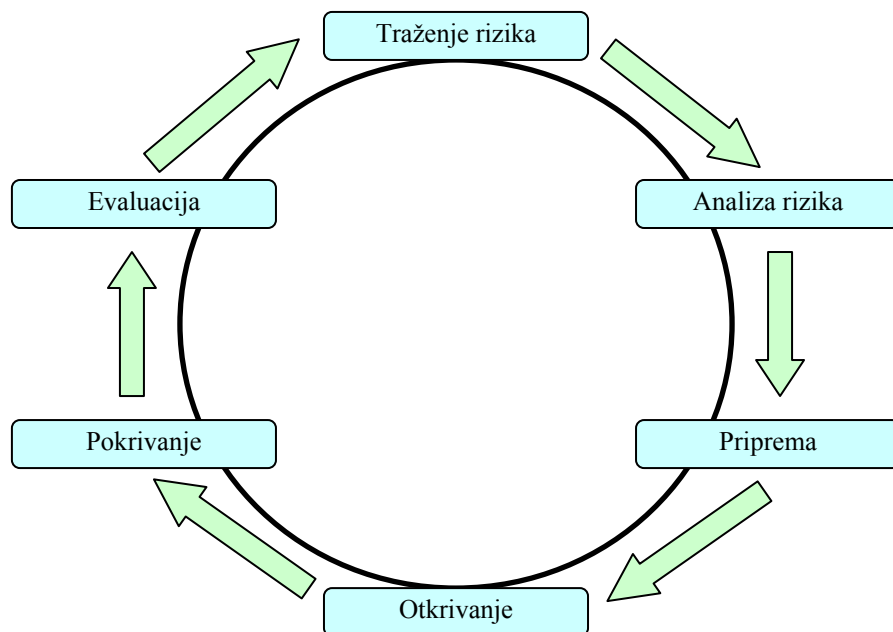 Traženje rizika
Analiza rizika
Priprema
Otkrivanje
Pokrivanje
Evaluacija